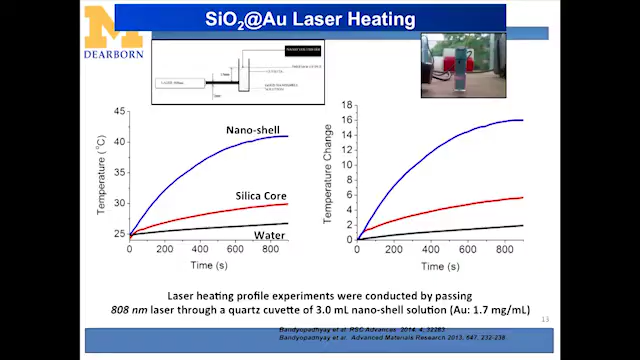 SiO2@Au Laser Heating
M
DEARBORN
45
40
35
30
25
0 200 400 600 800
Temperature (°C)
Time (s)
Nano-shell
Silica Core
Water
18
16
14
12
10
8
6
4
2
0
0 200 400 600 800
Temperature Change
Time (s)
Laser heating profile experiments were conducted by passing
808 nm laser through a quartz cuvette of 3.0 mL nano-shell solution (Au: 1.7 mg/mL)
13
Bandyopadhyay et al. RSC Advances 2014, 4, 32283
Bandyopadhyay et al. Advanced Materials Research 2013, 647, 232-238